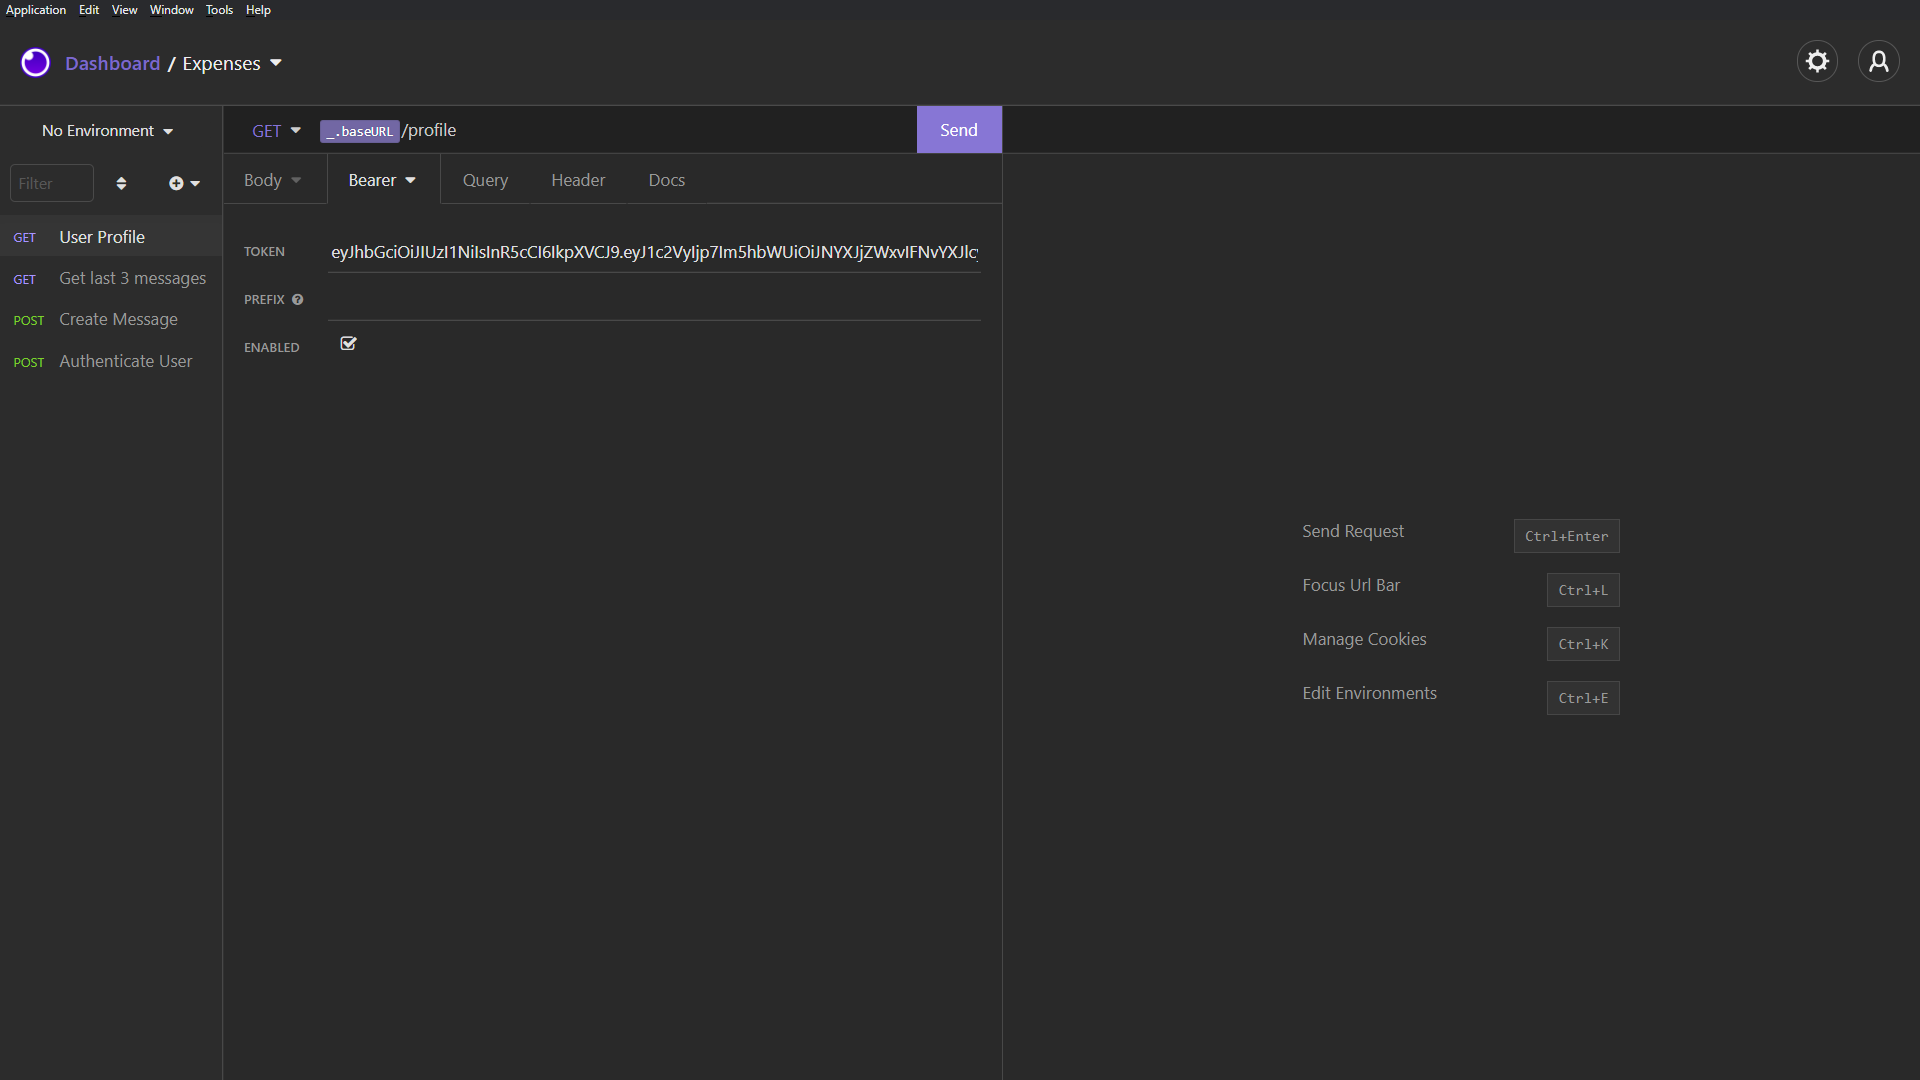 Application Edit View Window Tools Help
Dashboard / Expenses
No Environment
GET _.baseURL/profile Send
Filter
Body Bearer Query Header Docs
GET User Profile
GET Get last 3 messages
POST Create Message
POST Authenticate User
TOKEN eyJhbGciOiJIUzI1NiIsInR5cCI6IkpXVCJ9.eyJ1c2VyIjp7Im5hbWUiOiJNYXJjZWxvIFNvYXJlc
PREFIX
ENABLED
Send Request Ctrl+Enter
Focus Url Bar Ctrl+L
Manage Cookies Ctrl+K
Edit Environments Ctrl+E